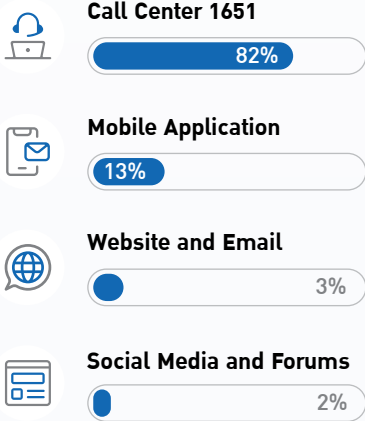 Call Center 1651
82%
Mobile Application
13%
Website and Email
3%
Social Media and Forums
2%